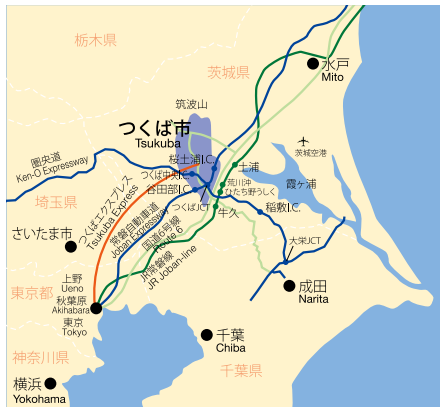 栃木県
茨城県
水戸
Mito
筑波山
つくば市
Tsukuba
茨城空港
圏央道
Ken-O Expressway
桜土浦I.C.
つくば中央I.C.
谷田部I.C.
つくばJCT
土浦
荒川沖
ひたち野うしく
牛久
霞ヶ浦
稲敷I.C.
埼玉県
さいたま市
つくばエクスプレス
Tsukuba Express
常磐自動車道
Joban Expressway
国道6号線
Route 6
JR常磐線
JR Joban-line
大栄JCT
成田
Narita
上野
Ueno
東京都
秋葉原
Akihabara
東京
Tokyo
千葉
Chiba
千葉県
神奈川県
横浜
Yokohama